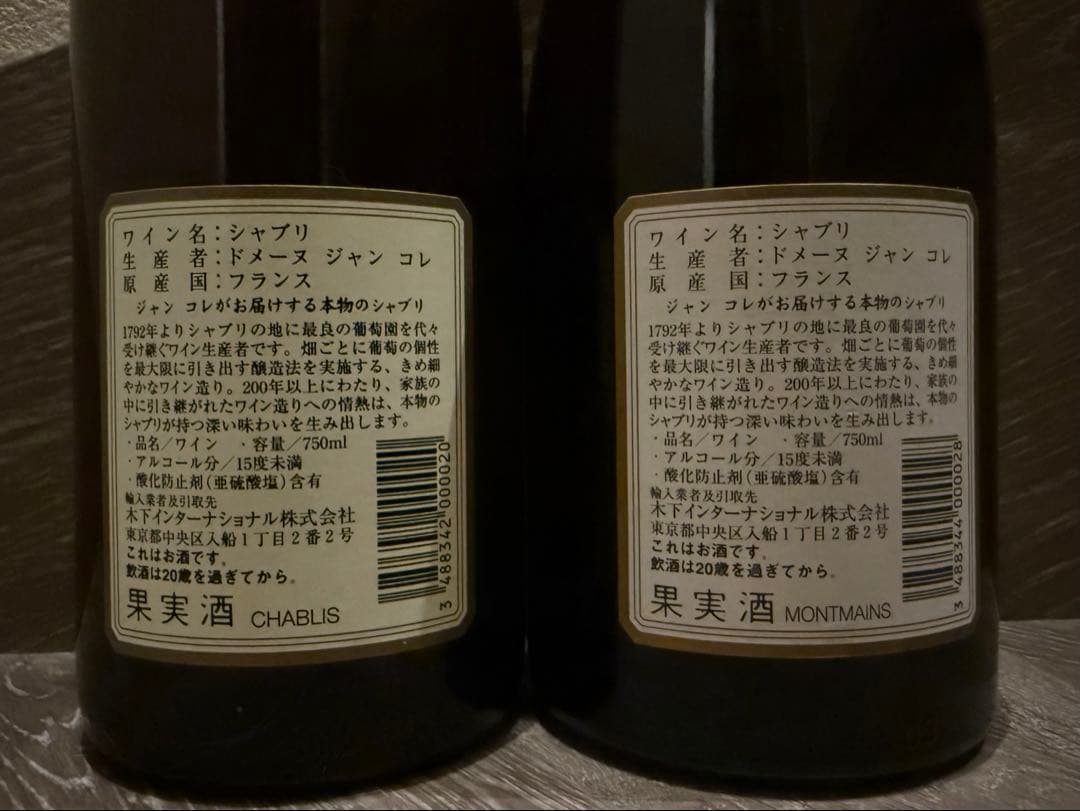 ワイン名：シャブリ
生産者：ドメーヌ ジャン コレ
原産国：フランス
ジャン コレがお届けする本物のシャブリ
1792年よりシャブリの地に最良の葡萄園を代々
受け継ぐワイン生産者です。畑ごとに葡萄の個性
を最大限に引き出す醸造法を実施する、きめ細
やかなワイン造り。200年以上にわたり、家族の
中に引き継がれたワイン造りへの情熱は、本物の
シャブリが持つ深い味わいを生み出します。
・品名／ワイン ・容量／750ml
・アルコール分／15度未満
・酸化防止剤（亜硫酸塩）含有
輸入業者及引取先
木下インターナショナル株式会社
東京都中央区入船1丁目2番2号
これはお酒です。
飲酒は20歳を過ぎてから。
果実酒 CHABLIS
3 488342 000020
ワイン名：シャブリ
生産者：ドメーヌ ジャン コレ
原産国：フランス
ジャン コレがお届けする本物のシャブリ
1792年よりシャブリの地に最良の葡萄園を代々
受け継ぐワイン生産者です。畑ごとに葡萄の個性
を最大限に引き出す醸造法を実施する、きめ細
やかなワイン造り。200年以上にわたり、家族の
中に引き継がれたワイン造りへの情熱は、本物の
シャブリが持つ深い味わいを生み出します。
・品名／ワイン ・容量／750ml
・アルコール分／15度未満
・酸化防止剤（亜硫酸塩）含有
輸入業者及引取先
木下インターナショナル株式会社
東京都中央区入船1丁目2番2号
これはお酒です。
飲酒は20歳を過ぎてから。
果実酒 MONTMAINS
3 488344 000028